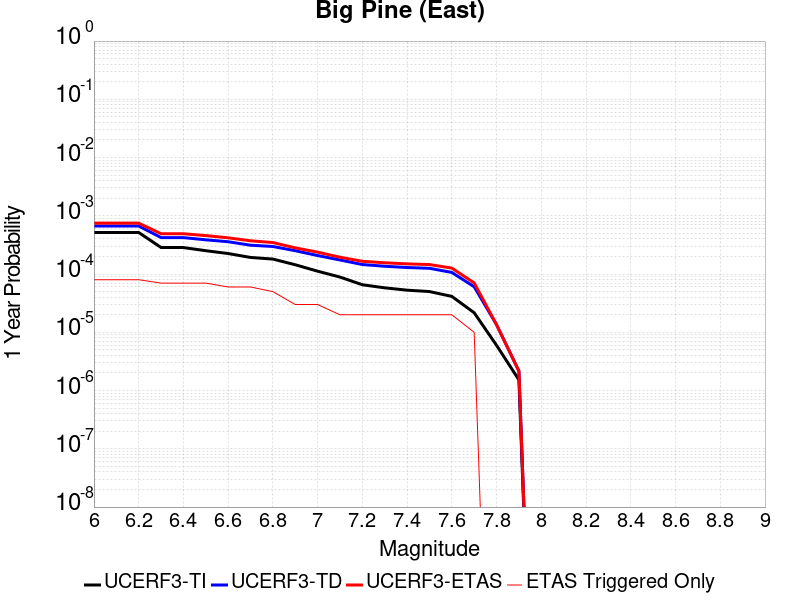 Big Pine (East)
10^0
10^-1
10^-2
10^-3
10^-4
10^-5
10^-6
10^-7
10^-8
1 Year Probability
6 6.2 6.4 6.6 6.8 7 7.2 7.4 7.6 7.8 8 8.2 8.4 8.6 8.8 9
Magnitude
UCERF3-TI UCERF3-TD UCERF3-ETAS ETAS Triggered Only